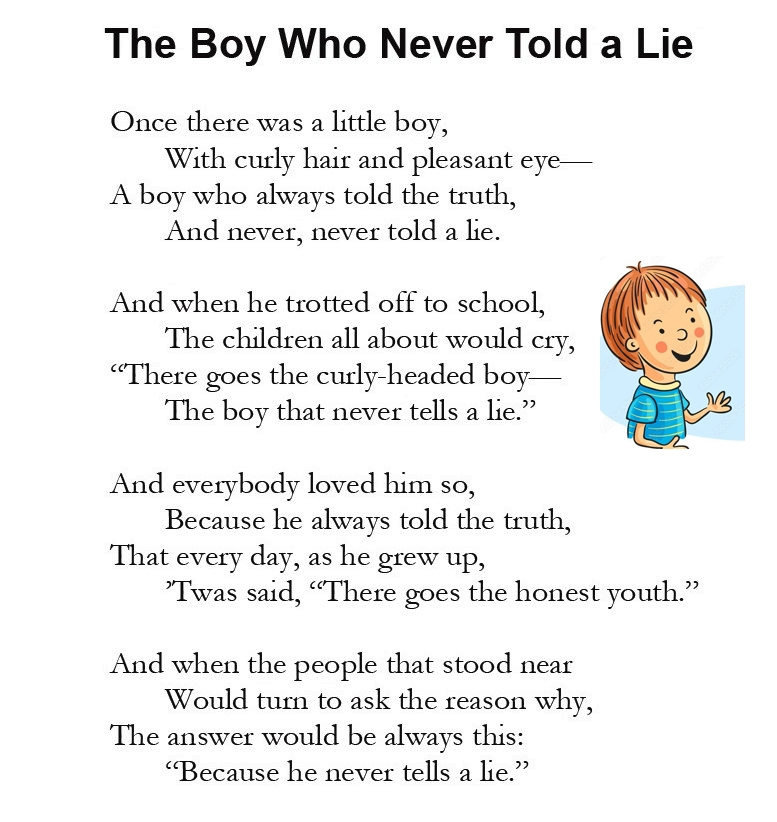 The Boy Who Never Told a Lie
Once there was a little boy,
With curly hair and pleasant eye—
A boy who always told the truth,
And never, never told a lie.
And when he trotted off to school,
The children all about would cry,
“There goes the curly-headed boy—
The boy that never tells a lie.”
And everybody loved him so,
Because he always told the truth,
That every day, as he grew up,
’Twas said, “There goes the honest youth.”
And when the people that stood near
Would turn to ask the reason why,
The answer would be always this:
“Because he never tells a lie.”